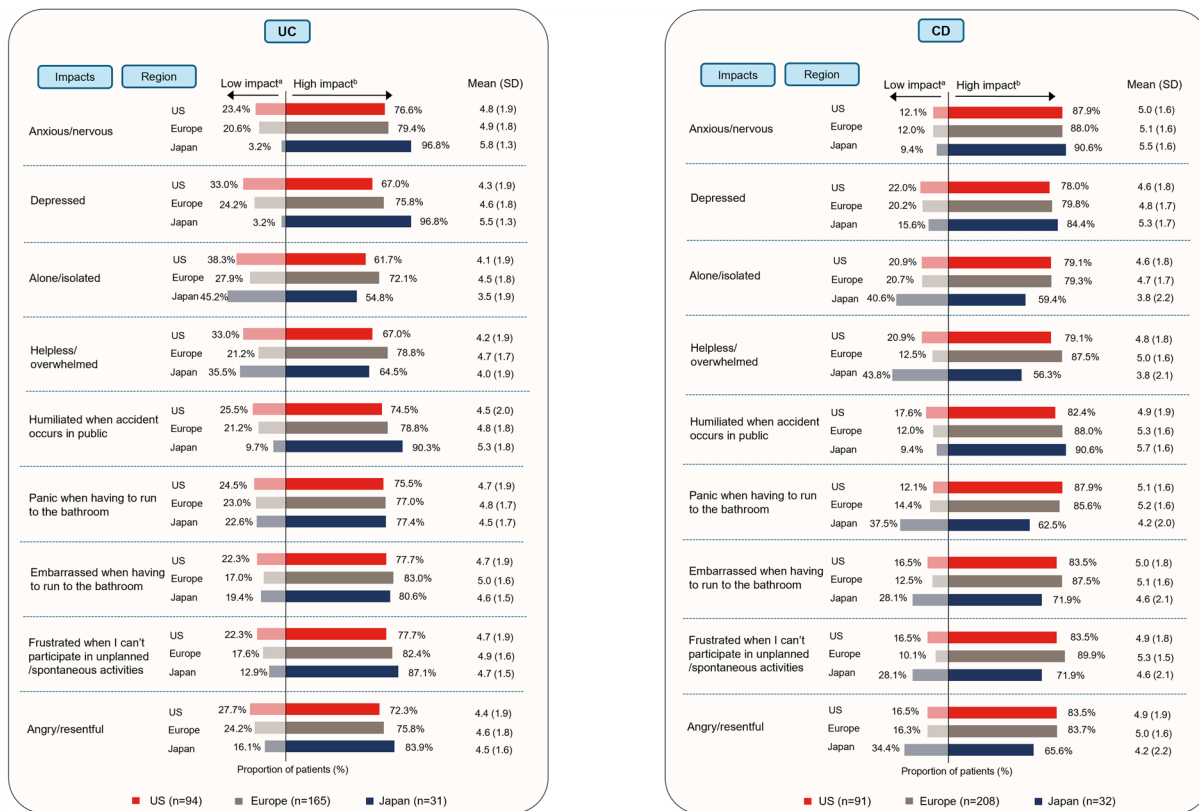 UC
Impacts Region Low impactᵃ High impactᵇ Mean (SD)
Anxious/nervous
US 23.4% 76.6% 4.8 (1.9)
Europe 20.6% 79.4% 4.9 (1.8)
Japan 3.2% 96.8% 5.8 (1.3)
Depressed
US 33.0% 67.0% 4.3 (1.9)
Europe 24.2% 75.8% 4.6 (1.8)
Japan 3.2% 96.8% 5.5 (1.3)
Alone/isolated
US 38.3% 61.7% 4.1 (1.9)
Europe 27.9% 72.1% 4.5 (1.8)
Japan 45.2% 54.8% 3.5 (1.9)
Helpless/
overwhelmed
US 33.0% 67.0% 4.2 (1.9)
Europe 21.2% 78.8% 4.7 (1.7)
Japan 35.5% 64.5% 4.0 (1.9)
Humiliated when accident
occurs in public
US 25.5% 74.5% 4.5 (2.0)
Europe 21.2% 78.8% 4.8 (1.8)
Japan 9.7% 90.3% 5.3 (1.8)
Panic when having to run
to the bathroom
US 24.5% 75.5% 4.7 (1.9)
Europe 23.0% 77.0% 4.8 (1.7)
Japan 22.6% 77.4% 4.5 (1.7)
Embarrassed when having
to run to the bathroom
US 22.3% 77.7% 4.7 (1.9)
Europe 17.0% 83.0% 5.0 (1.6)
Japan 19.4% 80.6% 4.6 (1.5)
Frustrated when I can't
participate in unplanned
/spontaneous activities
US 22.3% 77.7% 4.7 (1.9)
Europe 17.6% 82.4% 4.9 (1.6)
Japan 12.9% 87.1% 4.7 (1.5)
Angry/resentful
US 27.7% 72.3% 4.4 (1.9)
Europe 24.2% 75.8% 4.6 (1.8)
Japan 16.1% 83.9% 4.5 (1.6)
Proportion of patients (%)
US (n=94) Europe (n=165) Japan (n=31)
CD
Impacts Region Low impactᵃ High impactᵇ Mean (SD)
Anxious/nervous
US 12.1% 87.9% 5.0 (1.6)
Europe 12.0% 88.0% 5.1 (1.6)
Japan 9.4% 90.6% 5.5 (1.6)
Depressed
US 22.0% 78.0% 4.6 (1.8)
Europe 20.2% 79.8% 4.8 (1.7)
Japan 15.6% 84.4% 5.3 (1.7)
Alone/isolated
US 20.9% 79.1% 4.6 (1.8)
Europe 20.7% 79.3% 4.7 (1.7)
Japan 40.6% 59.4% 3.8 (2.2)
Helpless/
overwhelmed
US 20.9% 79.1% 4.8 (1.8)
Europe 12.5% 87.5% 5.0 (1.6)
Japan 43.8% 56.3% 3.8 (2.1)
Humiliated when accident
occurs in public
US 17.6% 82.4% 4.9 (1.9)
Europe 12.0% 88.0% 5.3 (1.6)
Japan 9.4% 90.6% 5.7 (1.6)
Panic when having to run
to the bathroom
US 12.1% 87.9% 5.1 (1.6)
Europe 14.4% 85.6% 5.2 (1.6)
Japan 37.5% 62.5% 4.2 (2.0)
Embarrassed when having
to run to the bathroom
US 16.5% 83.5% 5.0 (1.8)
Europe 12.5% 87.5% 5.1 (1.6)
Japan 28.1% 71.9% 4.6 (2.1)
Frustrated when I can't
participate in unplanned
/spontaneous activities
US 16.5% 83.5% 4.9 (1.8)
Europe 10.1% 89.9% 5.3 (1.5)
Japan 28.1% 71.9% 4.6 (2.1)
Angry/resentful
US 16.5% 83.5% 4.9 (1.9)
Europe 16.3% 83.7% 5.0 (1.6)
Japan 34.4% 65.6% 4.2 (2.2)
Proportion of patients (%)
US (n=91) Europe (n=208) Japan (n=32)